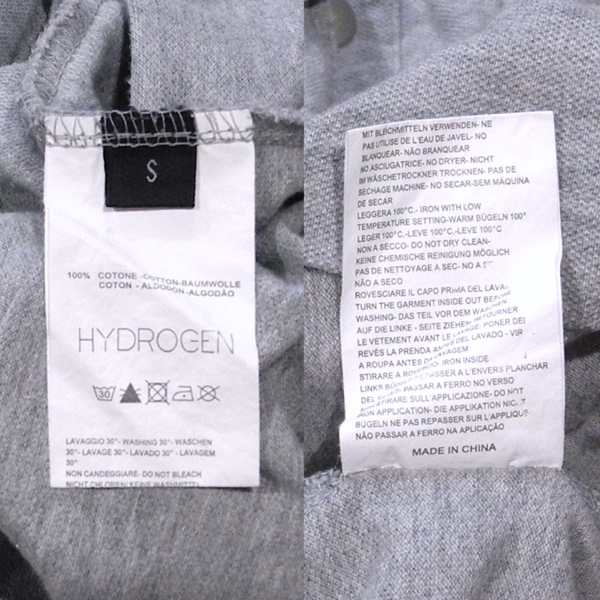 S
100% COTONE-COTTON-BAUMWOLLE
COTON - ALGODON-ALGODÃO
HYDROGEN
30
LAVAGGIO 30°- WASHING 30°- WASCHEN
30°- LAVAGE 30°- LAVADO 30°- LAVAGEM
30°
NON CANDEGGIARE- DO NOT BLEACH
NICHT CHLOREN/ KEINE WASHMITTEL
MIT BLEICHMITTELN VERWENDEN- NE
PAS UTILISE DE L'EAU DE JAVEL- NO
BLANQUEAR- NÃO BRANQUEAR
NO ASCIUGATRICE- NO DRYER- NICHT
IM WÄSCHETROCKNER TROCKNEN- PAS DE
SECHAGE MACHINE- NO SECAR-SEM MÁQUINA
DE SECAR
LEGGERA 100°C,- IRON WITH LOW
TEMPERATURE SETTING-WARM BÜGELN 100°
LEGER 100°C,-LEVE 100°C,-LEVE 100°C
NON A SECCO- DO NOT DRY CLEAN-
KEINE CHEMISCHE REINIGUNG MÖGLICH
PAS DE NETTOYAGE A SEC- NO A
NÃO A SECO
ROVESCIARE IL CAPO PRIMA DEL
TURN THE GARMENT INSIDE OUT BEFORE
WASHING- DAS TEIL VOR DEM WASCHEN
AUF DIE LINKE - SEITE ZIEHEN- RETOURNER
LE VETEMENT AVANT LE LAVAGE- PONER DEL
REVÉS LA PRENDA ANTES - VIR
A ROUPA ANTES DA LAVAGEM
STIRARE A ROVESCIO- IRON INSIDE
LINKS BÜGELN- REPASSER A L'ENVERS PLANCHAR
DEL REVÉS- PASSAR A FERRO NO VERSO
STIRARE SULL'APPLICAZIONE- DO NOT
IRON APPLICATION- DIE APPLIKATION NICHT
BÜGELN NE PAS REPASSER SUR L'APPLIQUE
NÃO PASSAR A FERRO NA APLICAÇÃO
MADE IN CHINA